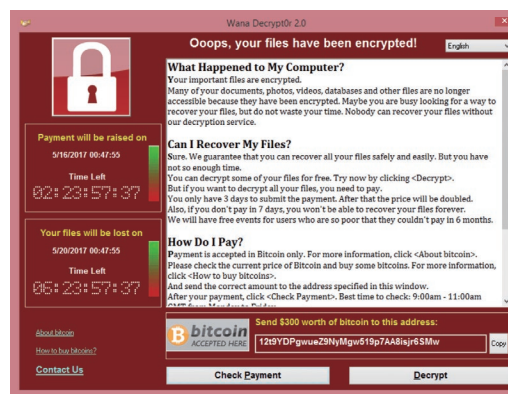 Wana Decrypt0r 2.0
Ooops, your files have been encrypted!
English
Payment will be raised on
5/16/2017 00:47:55
Time Left
02:23:57:37
Your files will be lost on
5/20/2017 00:47:55
Time Left
06:23:57:37
About bitcoin
How to buy bitcoins?
Contact Us
What Happened to My Computer?
Your important files are encrypted.
Many of your documents, photos, videos, databases and other files are no longer
accessible because they have been encrypted. Maybe you are busy looking for a way to
recover your files, but do not waste your time. Nobody can recover your files without
our decryption service.
Can I Recover My Files?
Sure. We guarantee that you can recover all your files safely and easily. But you have
not so enough time.
You can decrypt some of your files for free. Try now by clicking <Decrypt>.
But if you want to decrypt all your files, you need to pay.
You only have 3 days to submit the payment. After that the price will be doubled.
Also, if you don't pay in 7 days, you won't be able to recover your files forever.
We will have free events for users who are so poor that they couldn't pay in 6 months.
How Do I Pay?
Payment is accepted in Bitcoin only. For more information, click <About bitcoin>.
Please check the current price of Bitcoin and buy some bitcoins. For more information,
click <How to buy bitcoins>.
And send the correct amount to the address specified in this window.
After your payment, click <Check Payment>. Best time to check: 9:00am - 11:00am
GMT from Monday to Friday.
bitcoin
ACCEPTED HERE
Send $300 worth of bitcoin to this address:
12t9YDPgwueZ9NyMgw519p7AA8isjr6SMw
Copy
Check Payment
Decrypt